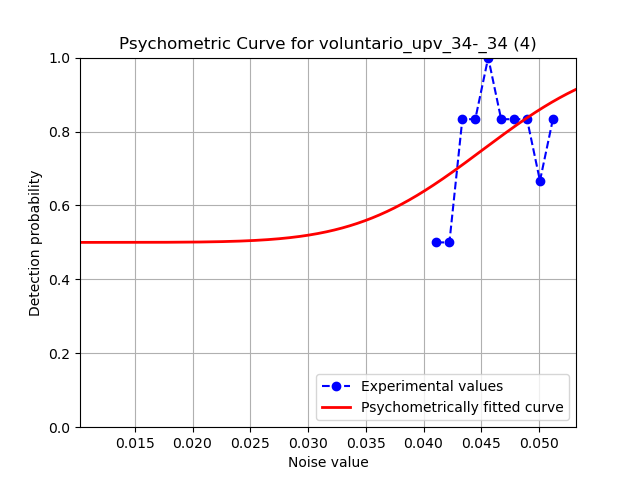 Psychometric Curve for voluntario_upv_34-_34 (4)
1.0
0.8
0.6
0.4
0.2
0.0
Detection probability
0.015 0.020 0.025 0.030 0.035 0.040 0.045 0.050
Noise value
Experimental values
Psychometrically fitted curve